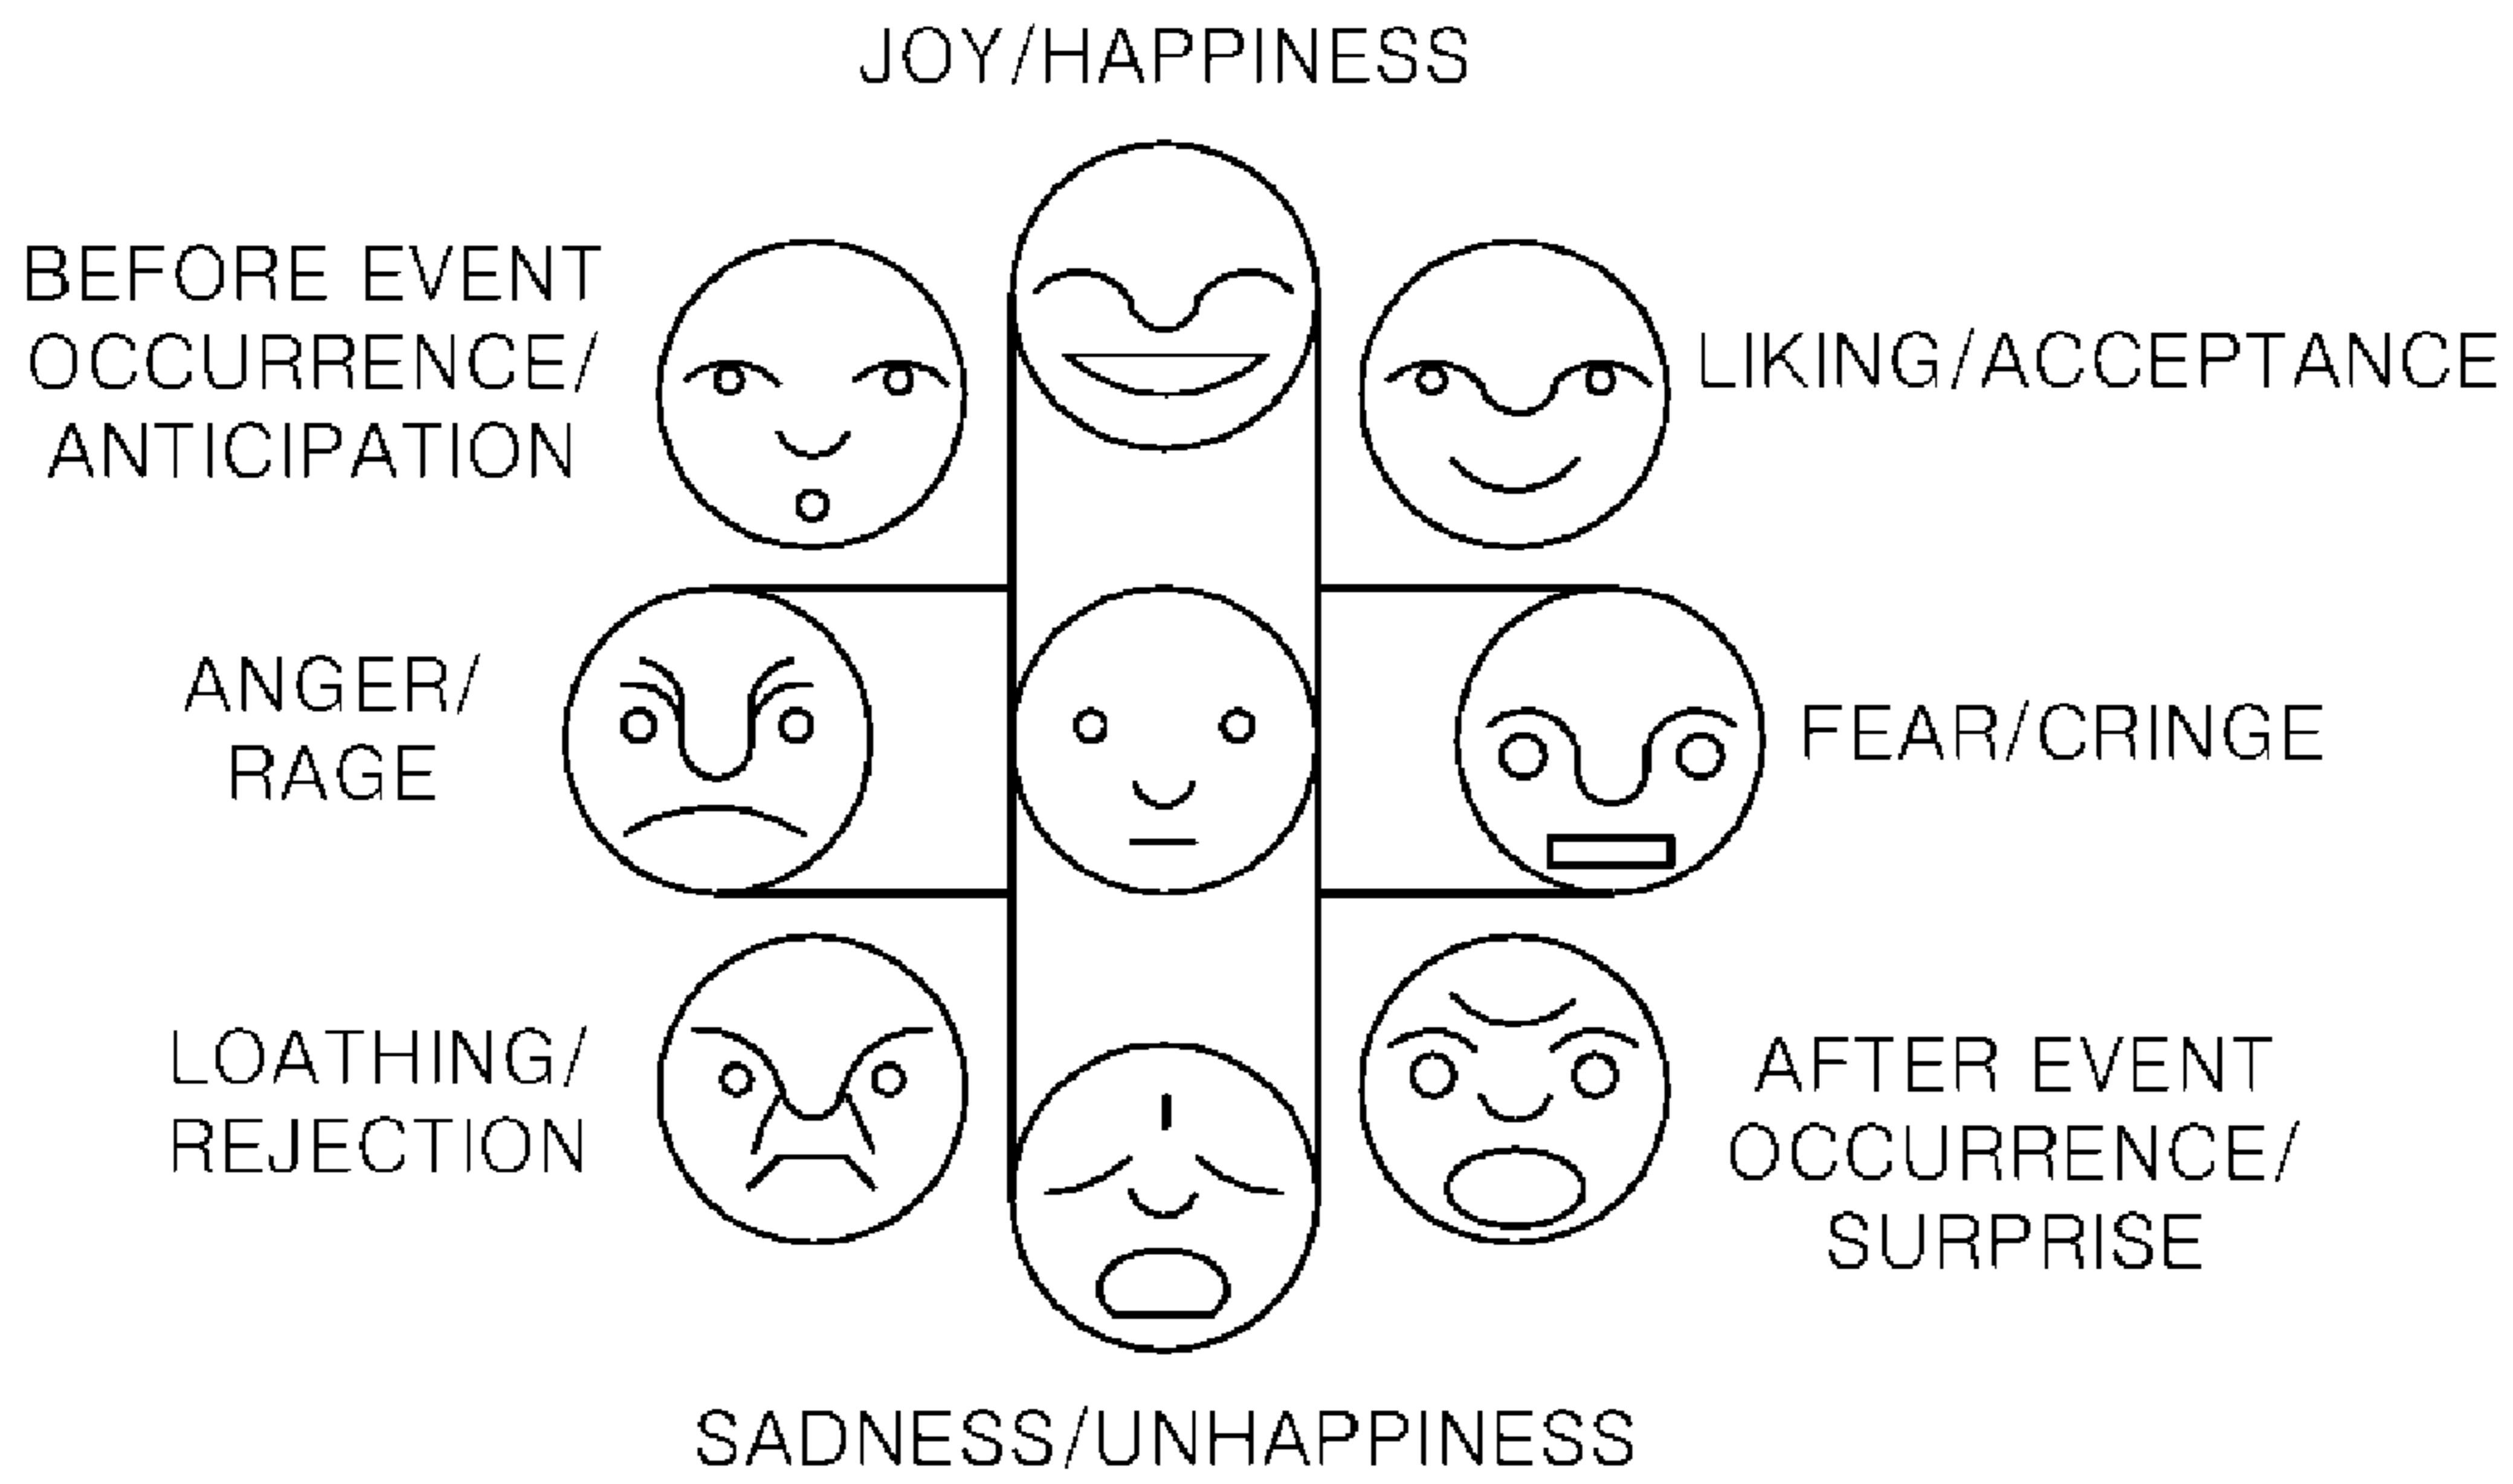 JOY/HAPPINESS
BEFORE EVENT
OCCURRENCE/
ANTICIPATION
LIKING/ACCEPTANCE
ANGER/
RAGE
FEAR/CRINGE
LOATHING/
REJECTION
AFTER EVENT
OCCURRENCE/
SURPRISE
SADNESS/UNHAPPINESS